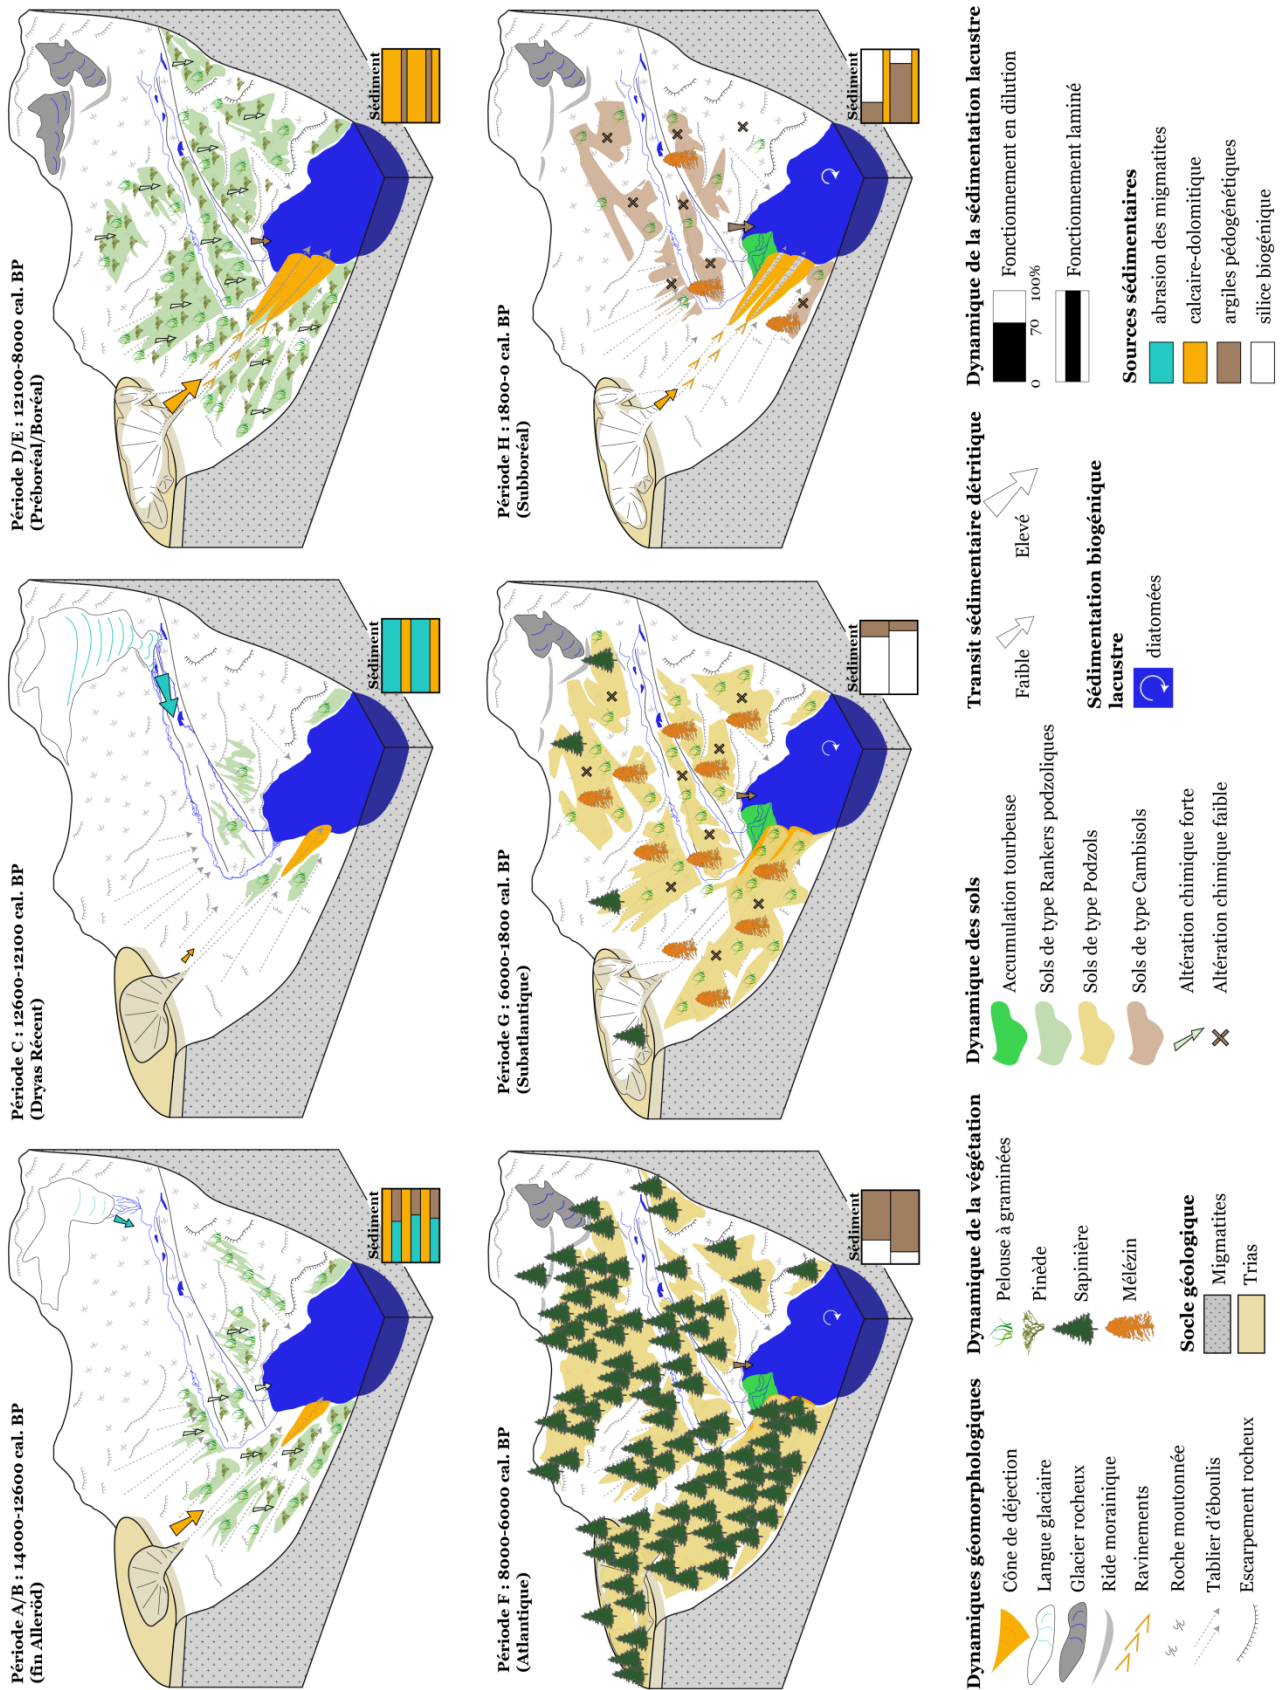 Période A/B : 14000-12600 cal. BP
(fin Alleröd)
Sédiment
Période C : 12600-12100 cal. BP
(Dryas Récent)
Sédiment
Période D/E : 12100-8000 cal. BP
(Préboréal/Boréal)
Sédiment
Période F : 8000-6000 cal. BP
(Atlantique)
Sédiment
Période G : 6000-1800 cal. BP
(Subatlantique)
Sédiment
Période H : 1800-0 cal. BP
(Subboréal)
Sédiment
Dynamiques géomorphologiques
Cône de déjection
Langue glaciaire
Glacier rocheux
Ride morainique
Ravinements
Roche moutonnée
Tablier d'éboulis
Escarpement rocheux
Dynamique de la végétation
Pelouse à graminées
Pinède
Sapinière
Mélézin
Socle géologique
Migmatites
Trias
Dynamique des sols
Accumulation tourbeuse
Sols de type Rankers podzoliques
Sols de type Podzols
Sols de type Cambisols
Altération chimique forte
Altération chimique faible
Transit sédimentaire détritique
Faible
Elevé
Sédimentation biogénique
lacustre
diatomées
Dynamique de la sédimentation lacustre
Fonctionnement en dilution
0 70 100%
Fonctionnement laminé
Sources sédimentaires
abrasion des migmatites
calcaire-dolomitique
argiles pédogénétiques
silice biogénique